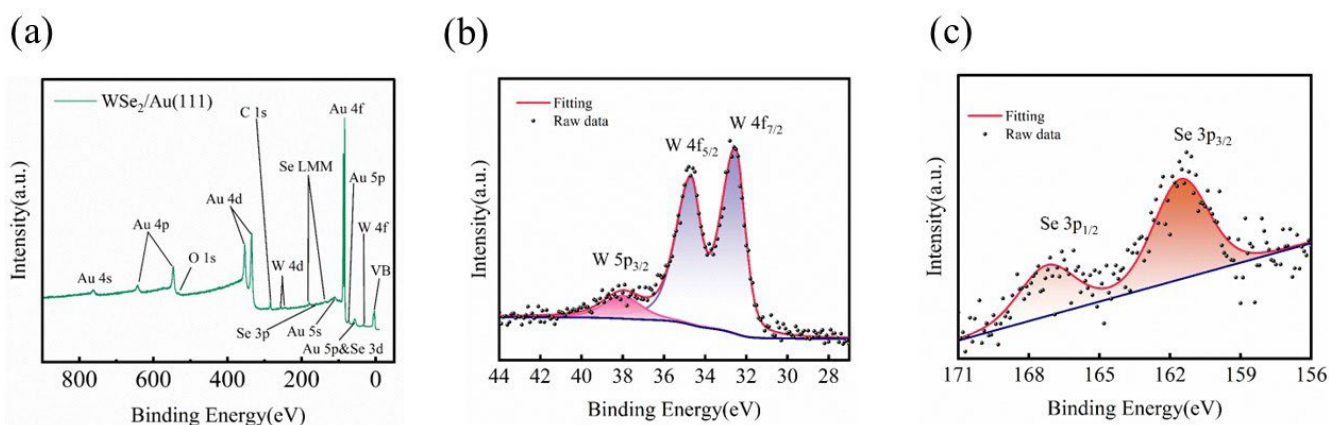 (a)
WSe₂/Au(111)
Au 4f
C 1s
Se LMM
Au 5p
Au 4d
W 4f
Au 4p
O 1s
W 4d
VB
Au 4s
Se 3p
Au 5s
Au 5p&Se 3d
Intensity(a.u.)
800 600 400 200 0
Binding Energy(eV)
(b)
Fitting
Raw data
W 4f₇/₂
W 4f₅/₂
W 5p₃/₂
Intensity(a.u.)
44 42 40 38 36 34 32 30 28
Binding Energy(eV)
(c)
Fitting
Raw data
Se 3p₃/₂
Se 3p₁/₂
Intensity(a.u.)
171 168 165 162 159 156
Binding Energy(eV)